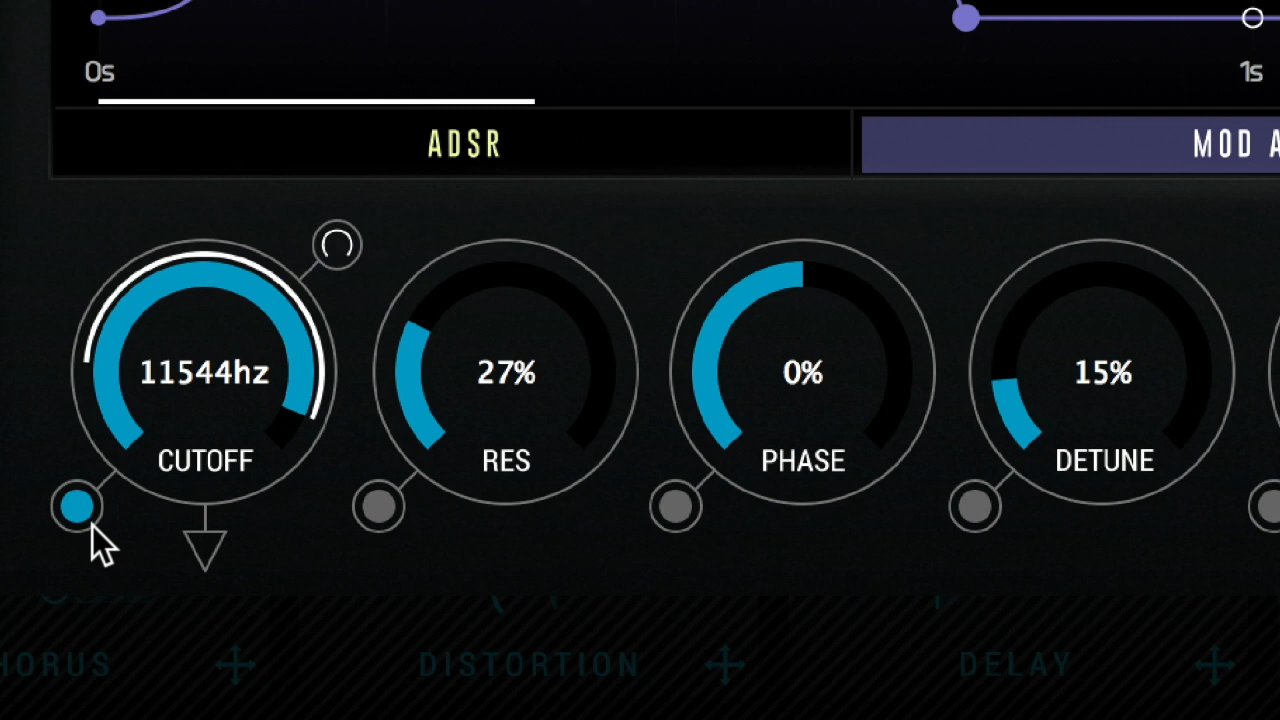 0s
1s
ADSR
MOD A
11544hz
27%
0%
15%
CUTOFF
RES
PHASE
DETUNE
HORUS
DISTORTION
DELAY